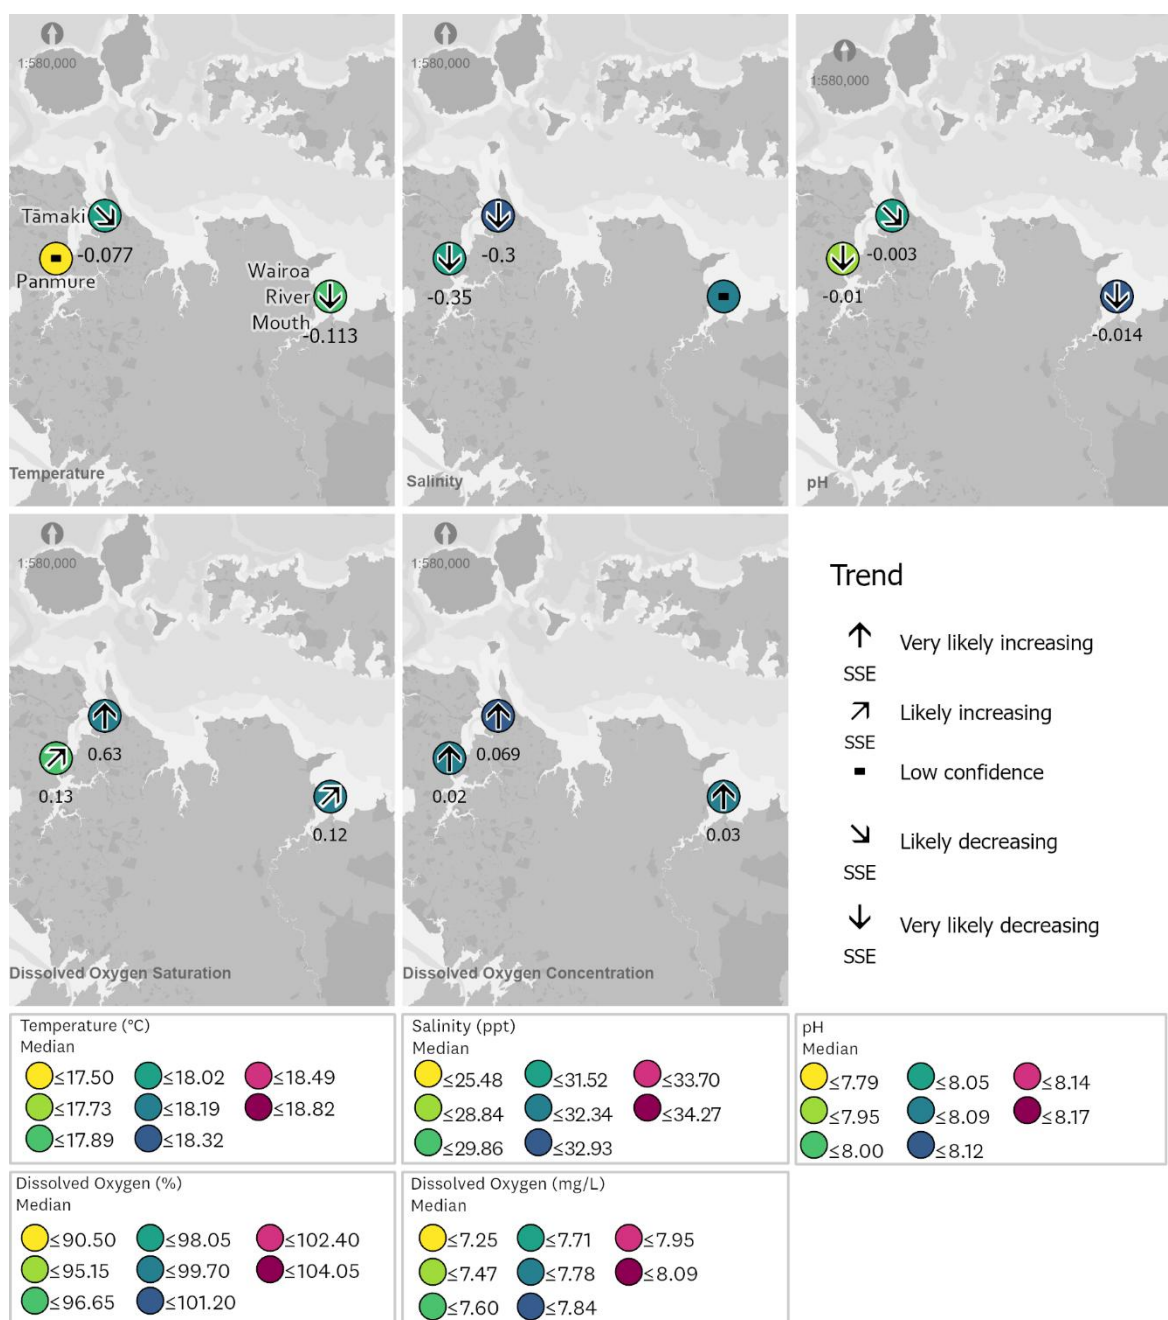 1:580,000
Tāmaki
-0.077
Panmure
Wairoa
River
Mouth
-0.113
Temperature
1:580,000
-0.3
-0.35
Salinity
1:580,000
-0.003
-0.01
-0.014
pH
1:580,000
0.63
0.13
0.12
Dissolved Oxygen Saturation
1:580,000
0.069
0.02
0.03
Dissolved Oxygen Concentration
Trend
Very likely increasing
SSE
Likely increasing
SSE
Low confidence
Likely decreasing
SSE
Very likely decreasing
SSE
Temperature (°C)
Median
≤17.50 ≤18.02 ≤18.49
≤17.73 ≤18.19 ≤18.82
≤17.89 ≤18.32
Salinity (ppt)
Median
≤25.48 ≤31.52 ≤33.70
≤28.84 ≤32.34 ≤34.27
≤29.86 ≤32.93
pH
Median
≤7.79 ≤8.05 ≤8.14
≤7.95 ≤8.09 ≤8.17
≤8.00 ≤8.12
Dissolved Oxygen (%)
Median
≤90.50 ≤98.05 ≤102.40
≤95.15 ≤99.70 ≤104.05
≤96.65 ≤101.20
Dissolved Oxygen (mg/L)
Median
≤7.25 ≤7.71 ≤7.95
≤7.47 ≤7.78 ≤8.09
≤7.60 ≤7.84